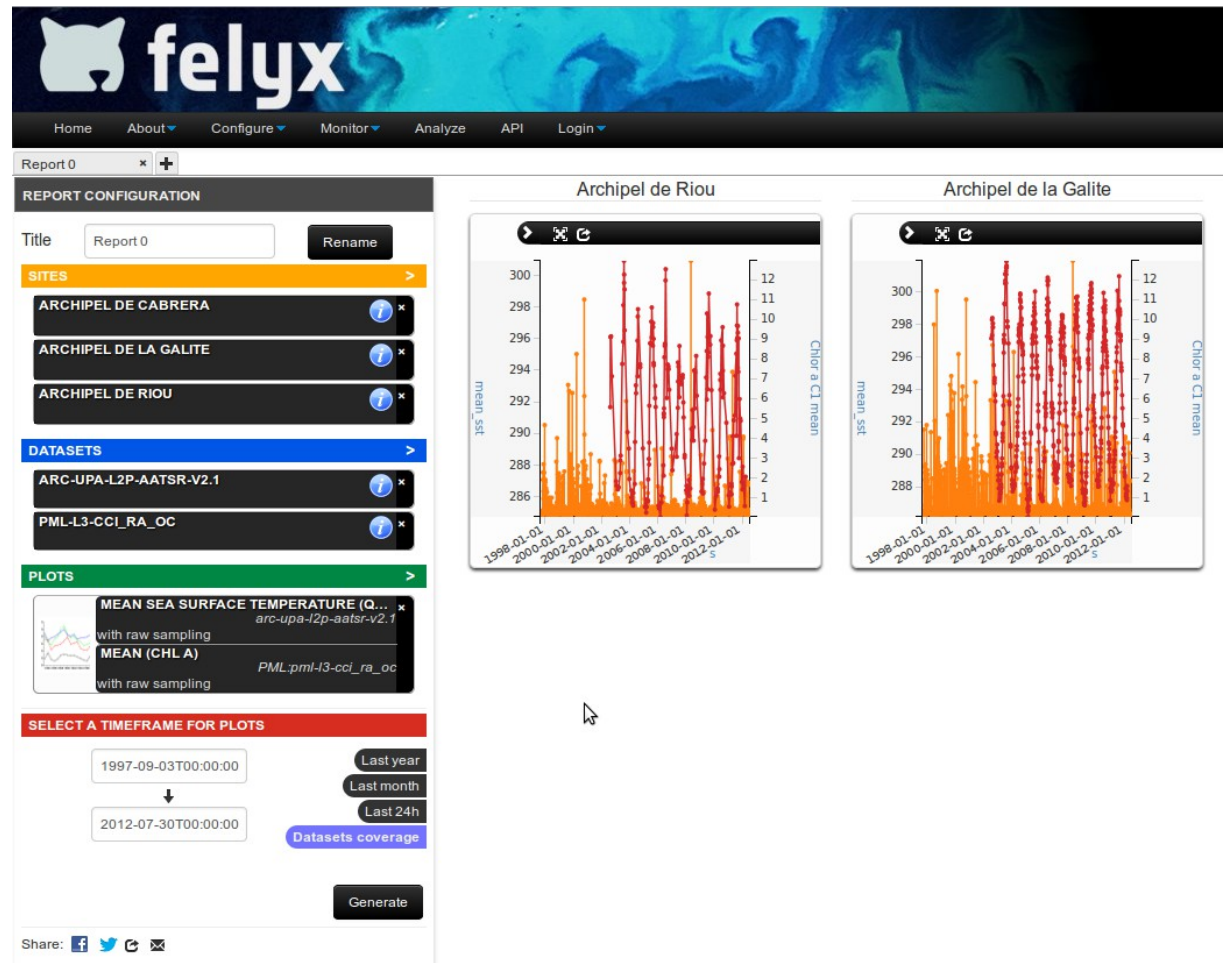 felyx
Home About Configure Monitor Analyze API Login
Report 0 × +
REPORT CONFIGURATION
Title Report 0 Rename
SITES >
ARCHIPEL DE CABRERA i ×
ARCHIPEL DE LA GALITE i ×
ARCHIPEL DE RIOU i ×
DATASETS >
ARC-UPA-L2P-AATSR-V2.1 i ×
PML-L3-CCI_RA_OC i ×
PLOTS >
MEAN SEA SURFACE TEMPERATURE (Q... ×
arc-upa-l2p-aatsr-v2.1
with raw sampling
MEAN (CHL A)
PML:pml-l3-cci_ra_oc
with raw sampling
SELECT A TIMEFRAME FOR PLOTS
1997-09-03T00:00:00
2012-07-30T00:00:00
Last year
Last month
Last 24h
Datasets coverage
Generate
Share:
Archipel de Riou
300
298
296
294
292
290
288
286
mean_sst
12
11
10
9
8
7
6
5
4
3
2
1
Chlor a C1 mean
1998-01-01
2000-01-01
2002-01-01
2004-01-01
2006-01-01
2008-01-01
2010-01-01
2012-01-01
s
Archipel de la Galite
300
298
296
294
292
290
288
mean_sst
12
11
10
9
8
7
6
5
4
3
2
1
Chlor a C1 mean
1998-01-01
2000-01-01
2002-01-01
2004-01-01
2006-01-01
2008-01-01
2010-01-01
2012-01-01
s